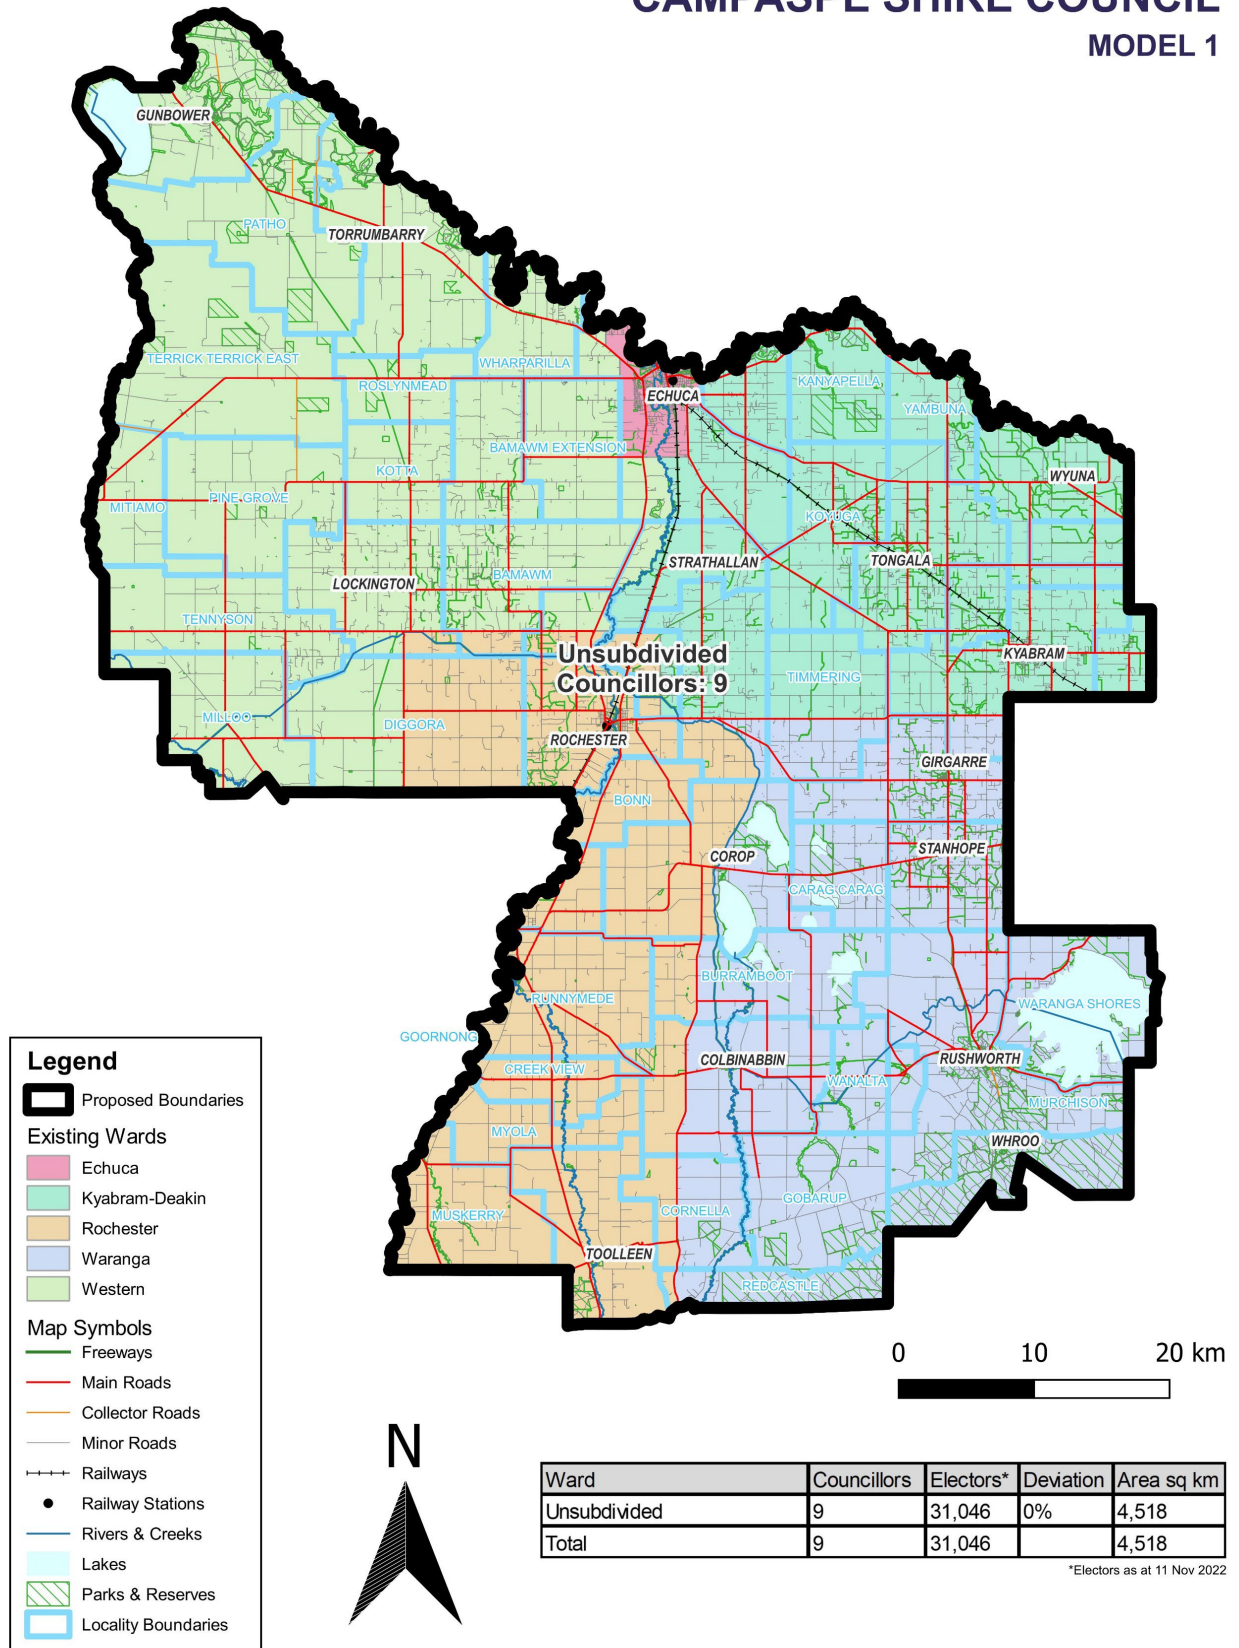 CAMPASPE SHIRE COUNCIL
MODEL 1
GUNBOWER
PATHO
TORRUMBARRY
TERRICK TERRICK EAST
WHARPARILLA
ROSLYNMEAD
ECHUCA
KANYAPELLA
YAMBUNA
BAMAWM EXTENSION
KOTTA
WYUNA
PINE GROVE
MITIAMO
KOYUGA
STRATHALLAN
TONGALA
BAMAWM
LOCKINGTON
TENNYSON
Unsubdivided
Councillors: 9
KYABRAM
TIMMERING
MILLOO
DIGGORA
ROCHESTER
GIRGARRE
BONN
STANHOPE
COROP
CARAG CARAG
BURRAMBOOT
RUNNYMEDE
WARANGA SHORES
GOORNONG
COLBINABBIN
RUSHWORTH
CREEK VIEW
WANALTA
MURCHISON
MYOLA
WHROO
GOBARUP
MUSKERRY
CORNELLA
TOOLLEEN
REDCASTLE
Legend
Proposed Boundaries
Existing Wards
Echuca
Kyabram-Deakin
Rochester
Waranga
Western
Map Symbols
Freeways
Main Roads
Collector Roads
Minor Roads
Railways
Railway Stations
Rivers & Creeks
Lakes
Parks & Reserves
Locality Boundaries
N
0 10 20 km
Ward Councillors Electors* Deviation Area sq km
Unsubdivided 9 31,046 0% 4,518
Total 9 31,046 4,518
*Electors as at 11 Nov 2022